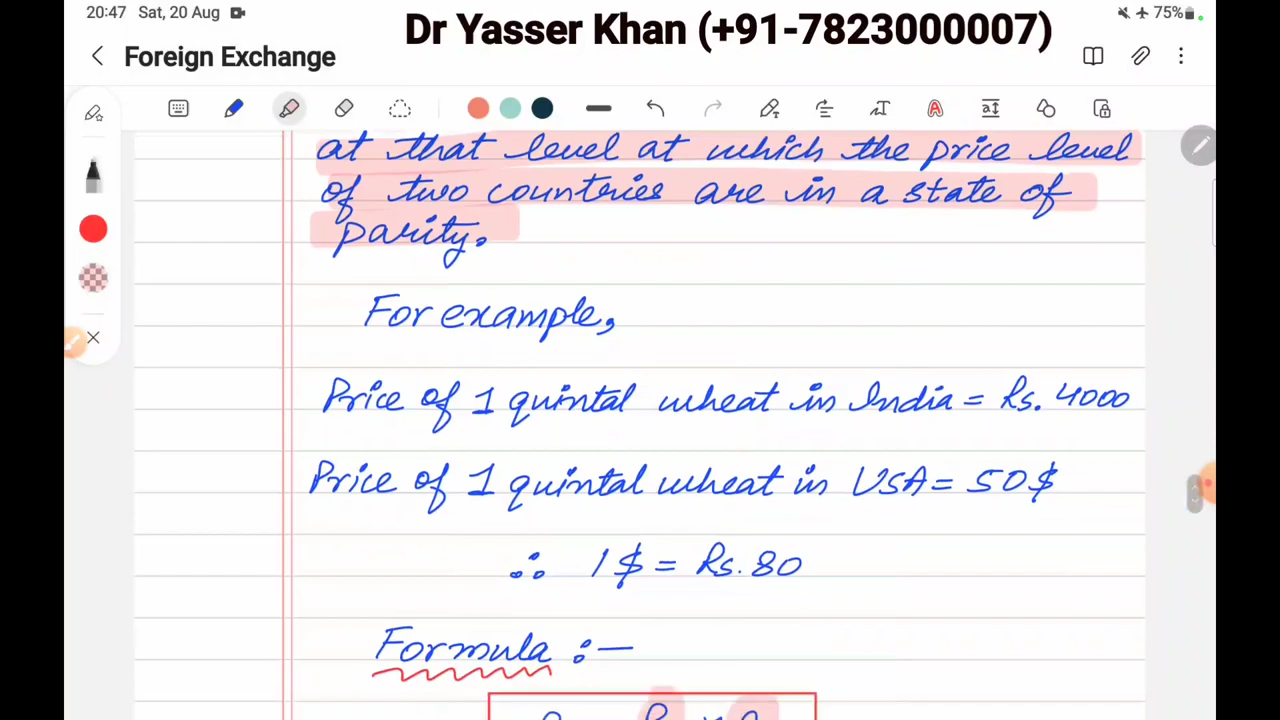 20:47 Sat, 20 Aug
75%
Dr Yasser Khan (+91-7823000007)
Foreign Exchange
at that level at which the price level
of two countries are in a state of
parity.
For example,
Price of 1 quintal wheat in India = Rs. 4000
Price of 1 quintal wheat in USA = 50 $
∴ 1 $ = Rs. 80
Formula :-